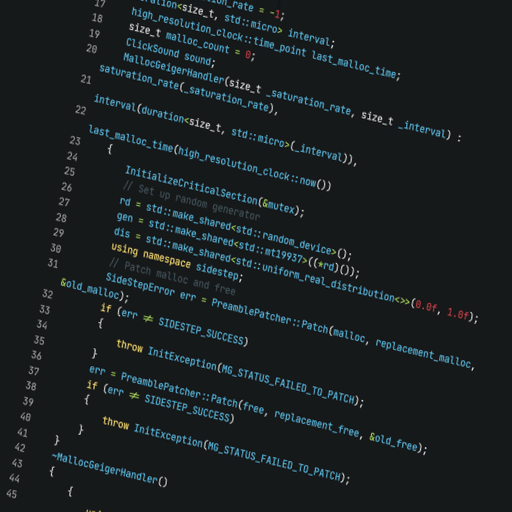 17 ration<size_t, std::micro> interval;
18 high_resolution_clock::time_point last_malloc_time;
19 size_t malloc_count = 0;
20 ClickSound sound;
MallocGeigerHandler(size_t _saturation_rate, size_t _interval) :
21 saturation_rate(_saturation_rate),
22 interval(duration<size_t, std::micro>(_interval)),
23 last_malloc_time(high_resolution_clock::now())
24 {
25 InitializeCriticalSection(&mutex);
26 // Set up random generator
27 rd = std::make_shared<std::random_device>();
28 gen = std::make_shared<std::mt19937>((*rd)());
29 dis = std::make_shared<std::uniform_real_distribution<>>(0.0f, 1.0f);
30 using namespace sidestep;
31 // Patch malloc and free
SideStepError err = PreamblePatcher::Patch(malloc, replacement_malloc,
32 &old_malloc);
33 if (err ≠ SIDESTEP_SUCCESS)
34 {
35 throw InitException(MG_STATUS_FAILED_TO_PATCH);
36 }
37 err = PreamblePatcher::Patch(free, replacement_free, &old_free);
38 if (err ≠ SIDESTEP_SUCCESS)
39 {
40 throw InitException(MG_STATUS_FAILED_TO_PATCH);
41 }
42 }
43 ~MallocGeigerHandler()
44 {
45 {